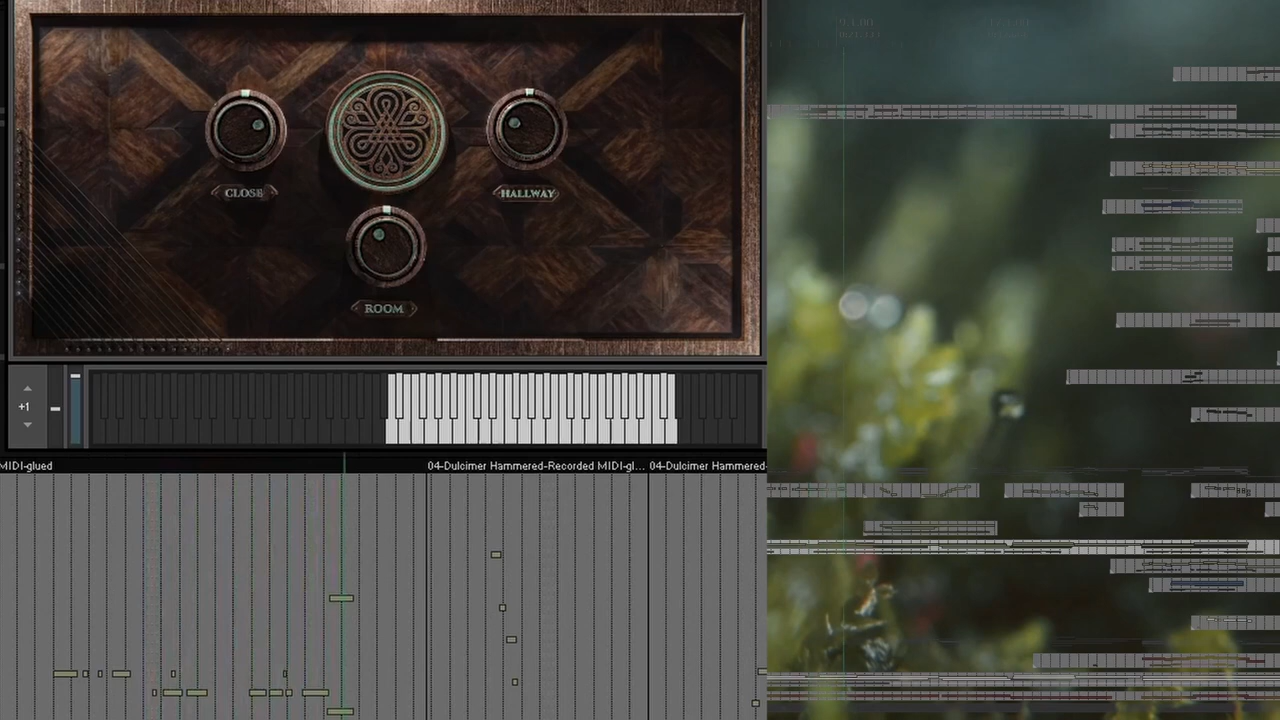 CLOSE
HALLWAY
ROOM
+1
MIDI-glued
04-Dulcimer Hammered-Recorded MIDI-gl...
04-Dulcimer Hammered-